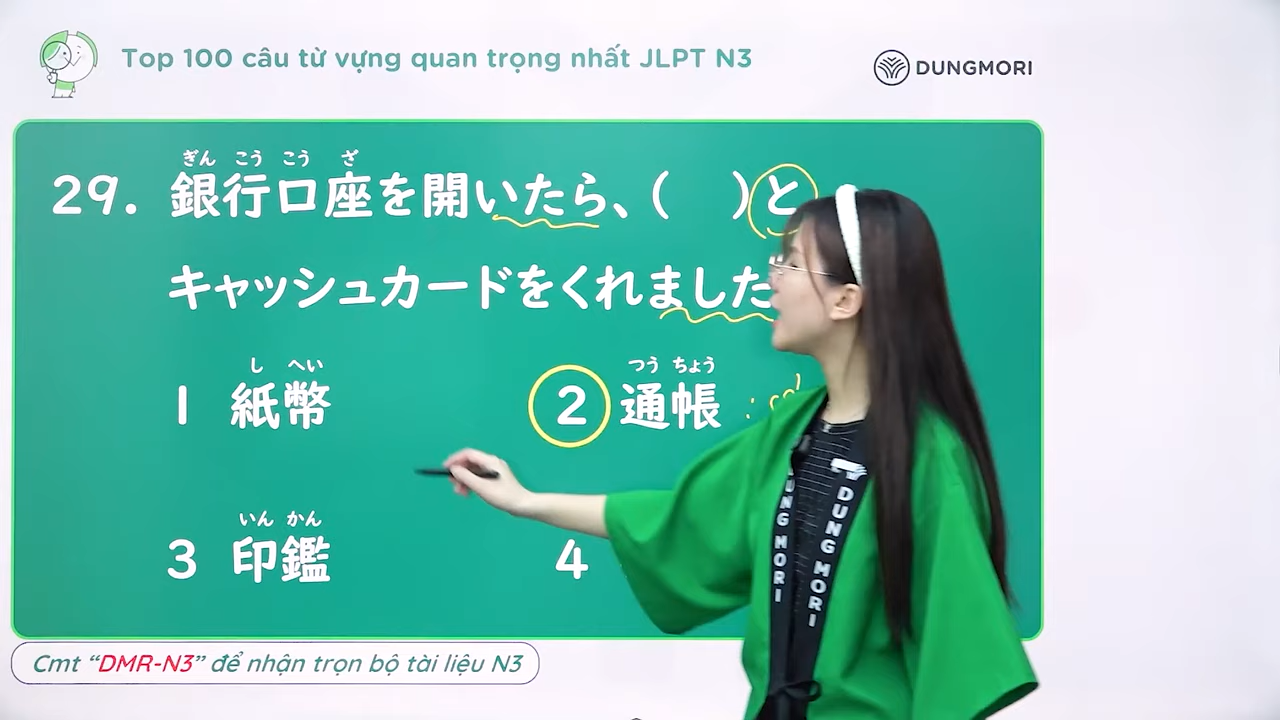 Top 100 câu từ vựng quan trọng nhất JLPT N3
DUNGMORI
ぎん こう こう ざ
29. 銀行口座を開いたら、( )と
キャッシュカードをくれました
し へい
1 紙幣
つう ちょう
2 通帳 :
いん かん
3 印鑑
4
DUNG MORI
DUNG MORI
Cmt “DMR-N3” để nhận trọn bộ tài liệu N3